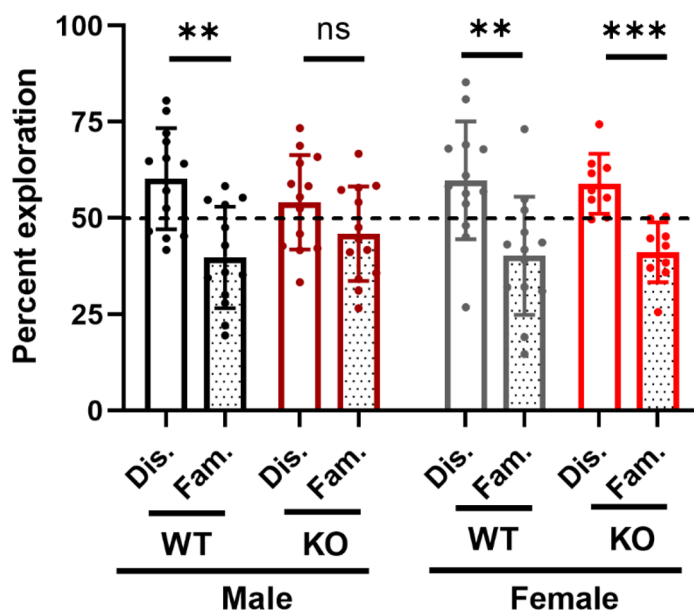 ** ns ** ***
100
75
50
25
0
Percent exploration
Dis. Fam. Dis. Fam. Dis. Fam. Dis. Fam.
WT KO WT KO
Male Female